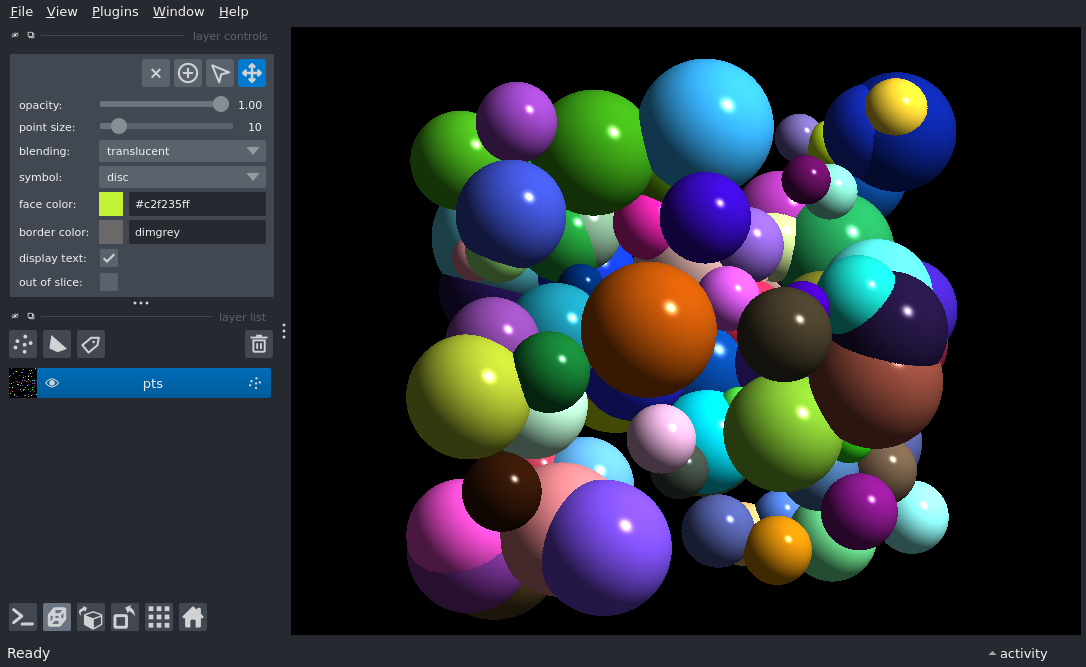 File View Plugins Window Help
layer controls
opacity: 1.00
point size: 10
blending: translucent
symbol: disc
face color: #c2f235ff
border color: dimgrey
display text:
out of slice:
layer list
pts
Ready
activity